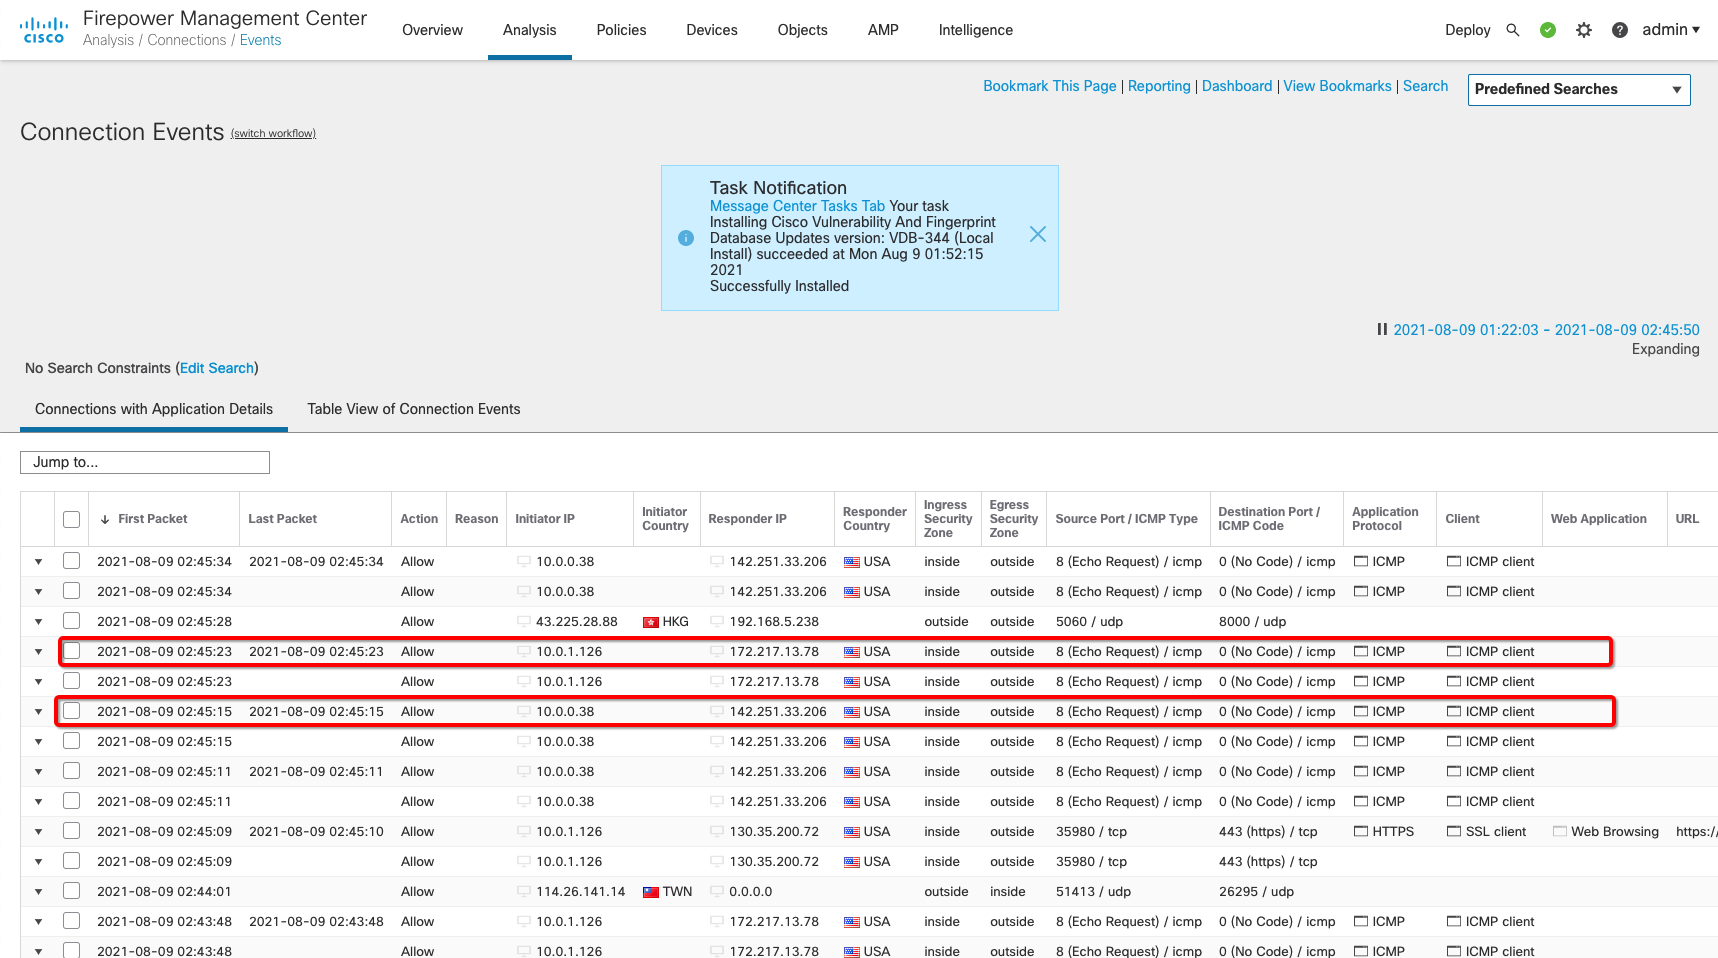 Firepower Management Center
Analysis / Connections / Events
CISCO
Overview Analysis Policies Devices Objects AMP Intelligence
Deploy admin
Bookmark This Page | Reporting | Dashboard | View Bookmarks | Search
Predefined Searches
Connection Events (switch workflow)
Task Notification
Message Center Tasks Tab Your task
Installing Cisco Vulnerability And Fingerprint
Database Updates version: VDB-344 (Local
Install) succeeded at Mon Aug 9 01:52:15
2021
Successfully Installed
2021-08-09 01:22:03 - 2021-08-09 02:45:50
Expanding
No Search Constraints (Edit Search)
Connections with Application Details Table View of Connection Events
Jump to...
First Packet Last Packet Action Reason Initiator IP Initiator Country Responder IP Responder Country Ingress Security Zone Egress Security Zone Source Port / ICMP Type Destination Port / ICMP Code Application Protocol Client Web Application URL
2021-08-09 02:45:34 2021-08-09 02:45:34 Allow 10.0.0.38 142.251.33.206 USA inside outside 8 (Echo Request) / icmp 0 (No Code) / icmp ICMP ICMP client
2021-08-09 02:45:34 Allow 10.0.0.38 142.251.33.206 USA inside outside 8 (Echo Request) / icmp 0 (No Code) / icmp ICMP ICMP client
2021-08-09 02:45:28 Allow 43.225.28.88 HKG 192.168.5.238 outside outside 5060 / udp 8000 / udp
2021-08-09 02:45:23 2021-08-09 02:45:23 Allow 10.0.1.126 172.217.13.78 USA inside outside 8 (Echo Request) / icmp 0 (No Code) / icmp ICMP ICMP client
2021-08-09 02:45:23 Allow 10.0.1.126 172.217.13.78 USA inside outside 8 (Echo Request) / icmp 0 (No Code) / icmp ICMP ICMP client
2021-08-09 02:45:15 2021-08-09 02:45:15 Allow 10.0.0.38 142.251.33.206 USA inside outside 8 (Echo Request) / icmp 0 (No Code) / icmp ICMP ICMP client
2021-08-09 02:45:15 Allow 10.0.0.38 142.251.33.206 USA inside outside 8 (Echo Request) / icmp 0 (No Code) / icmp ICMP ICMP client
2021-08-09 02:45:11 2021-08-09 02:45:11 Allow 10.0.0.38 142.251.33.206 USA inside outside 8 (Echo Request) / icmp 0 (No Code) / icmp ICMP ICMP client
2021-08-09 02:45:11 Allow 10.0.0.38 142.251.33.206 USA inside outside 8 (Echo Request) / icmp 0 (No Code) / icmp ICMP ICMP client
2021-08-09 02:45:09 2021-08-09 02:45:10 Allow 10.0.1.126 130.35.200.72 USA inside outside 35980 / tcp 443 (https) / tcp HTTPS SSL client Web Browsing https:/
2021-08-09 02:45:09 Allow 10.0.1.126 130.35.200.72 USA inside outside 35980 / tcp 443 (https) / tcp
2021-08-09 02:44:01 Allow 114.26.141.14 TWN 0.0.0.0 outside inside 51413 / udp 26295 / udp
2021-08-09 02:43:48 2021-08-09 02:43:48 Allow 10.0.1.126 172.217.13.78 USA inside outside 8 (Echo Request) / icmp 0 (No Code) / icmp ICMP ICMP client
2021-08-09 02:43:48 Allow 10.0.1.126 172.217.13.78 USA inside outside 8 (Echo Request) / icmp 0 (No Code) / icmp ICMP ICMP client